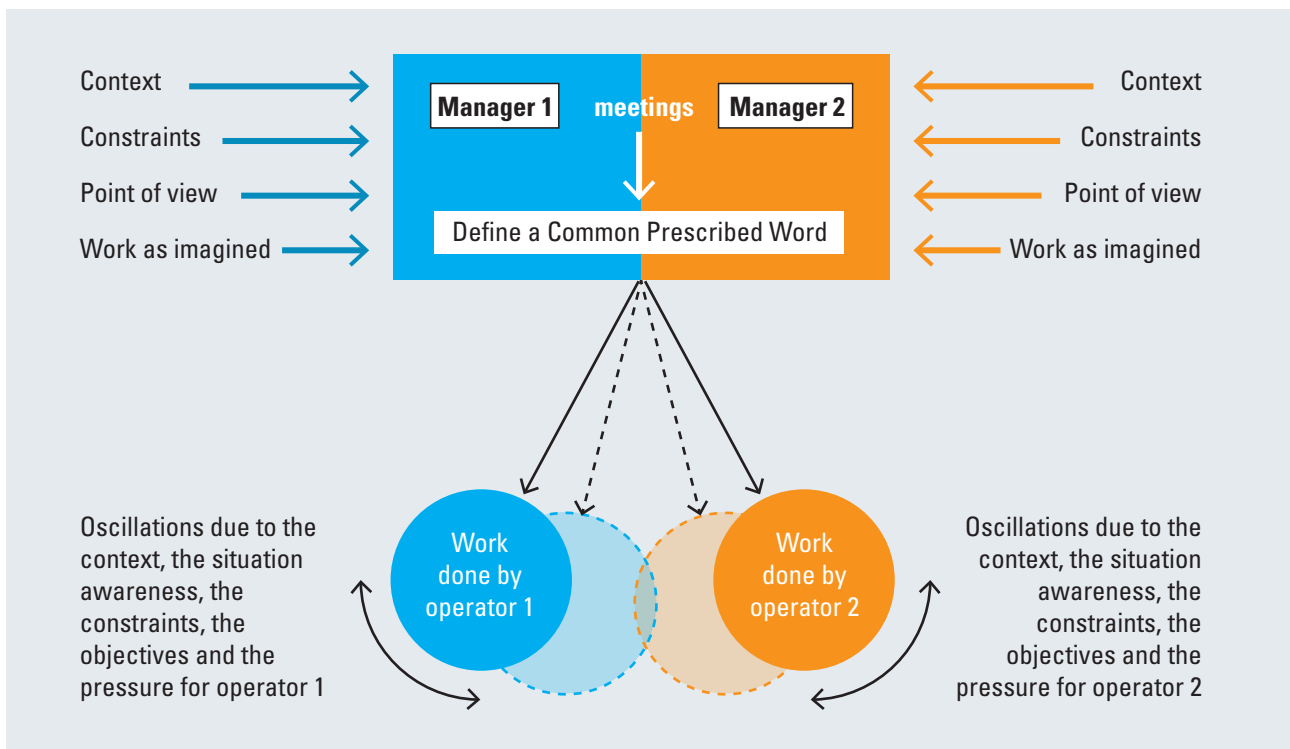 Context
Constraints
Point of view
Work as imagined
Manager 1
meetings
Manager 2
Define a Common Prescribed Word
Context
Constraints
Point of view
Work as imagined
Oscillations due to the
context, the situation
awareness, the
constraints, the
objectives and the
pressure for operator 1
Work
done by
operator 1
Work
done by
operator 2
Oscillations due to the
context, the situation
awareness, the
constraints, the
objectives and the
pressure for operator 2